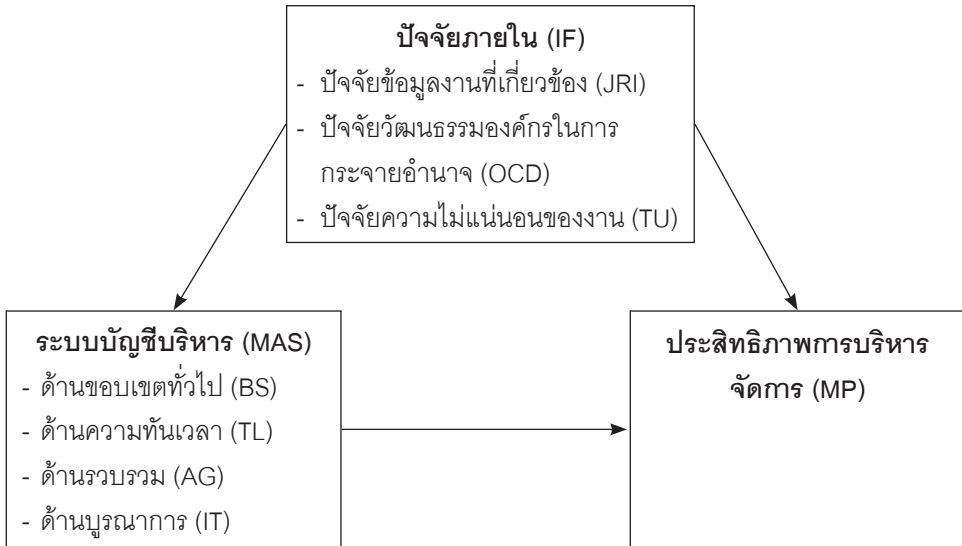 ปัจจัยภายใน (IF)
- ปัจจัยข้อมูลงานที่เกี่ยวข้อง (JRI)
- ปัจจัยวัฒนธรรมองค์กรในการ
กระจายอำนาจ (OCD)
- ปัจจัยความไม่แน่นอนของงาน (TU)
ระบบบัญชีบริหาร (MAS)
- ด้านขอบเขตทั่วไป (BS)
- ด้านความทันเวลา (TL)
- ด้านรวบรวม (AG)
- ด้านบูรณาการ (IT)
ประสิทธิภาพการบริหาร
จัดการ (MP)